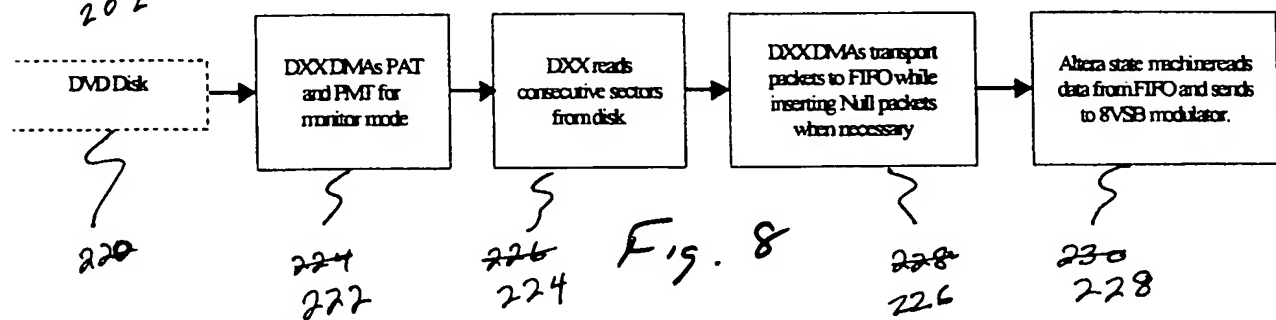 202
DVD Disk
DXX DMAs PAT
and PMT for
monitor mode
DXX reads
consecutive sectors
from disk
DXX DMAs transport
packets to FIFO while
inserting Null packets
when necessary
Altera state machine reads
data from FIFO and sends
to 8VSB modulator.
220
224
222
226
224
Fig. 8
228
226
230
228